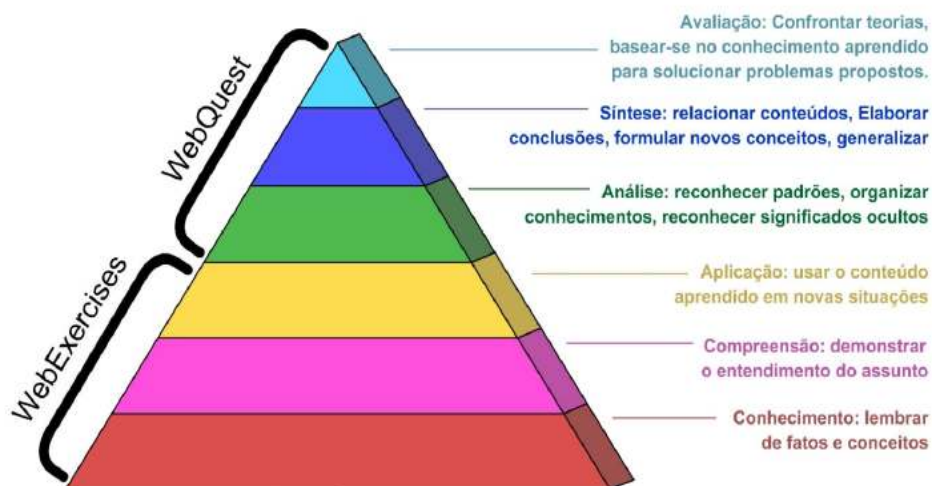 WebQuest
WebExercises
Avaliação: Confrontar teorias,
basear-se no conhecimento aprendido
para solucionar problemas propostos.
Síntese: relacionar conteúdos, Elaborar
conclusões, formular novos conceitos, generalizar
Análise: reconhecer padrões, organizar
conhecimentos, reconhecer significados ocultos
Aplicação: usar o conteúdo
aprendido em novas situações
Compreensão: demonstrar
o entendimento do assunto
Conhecimento: lembrar
de fatos e conceitos